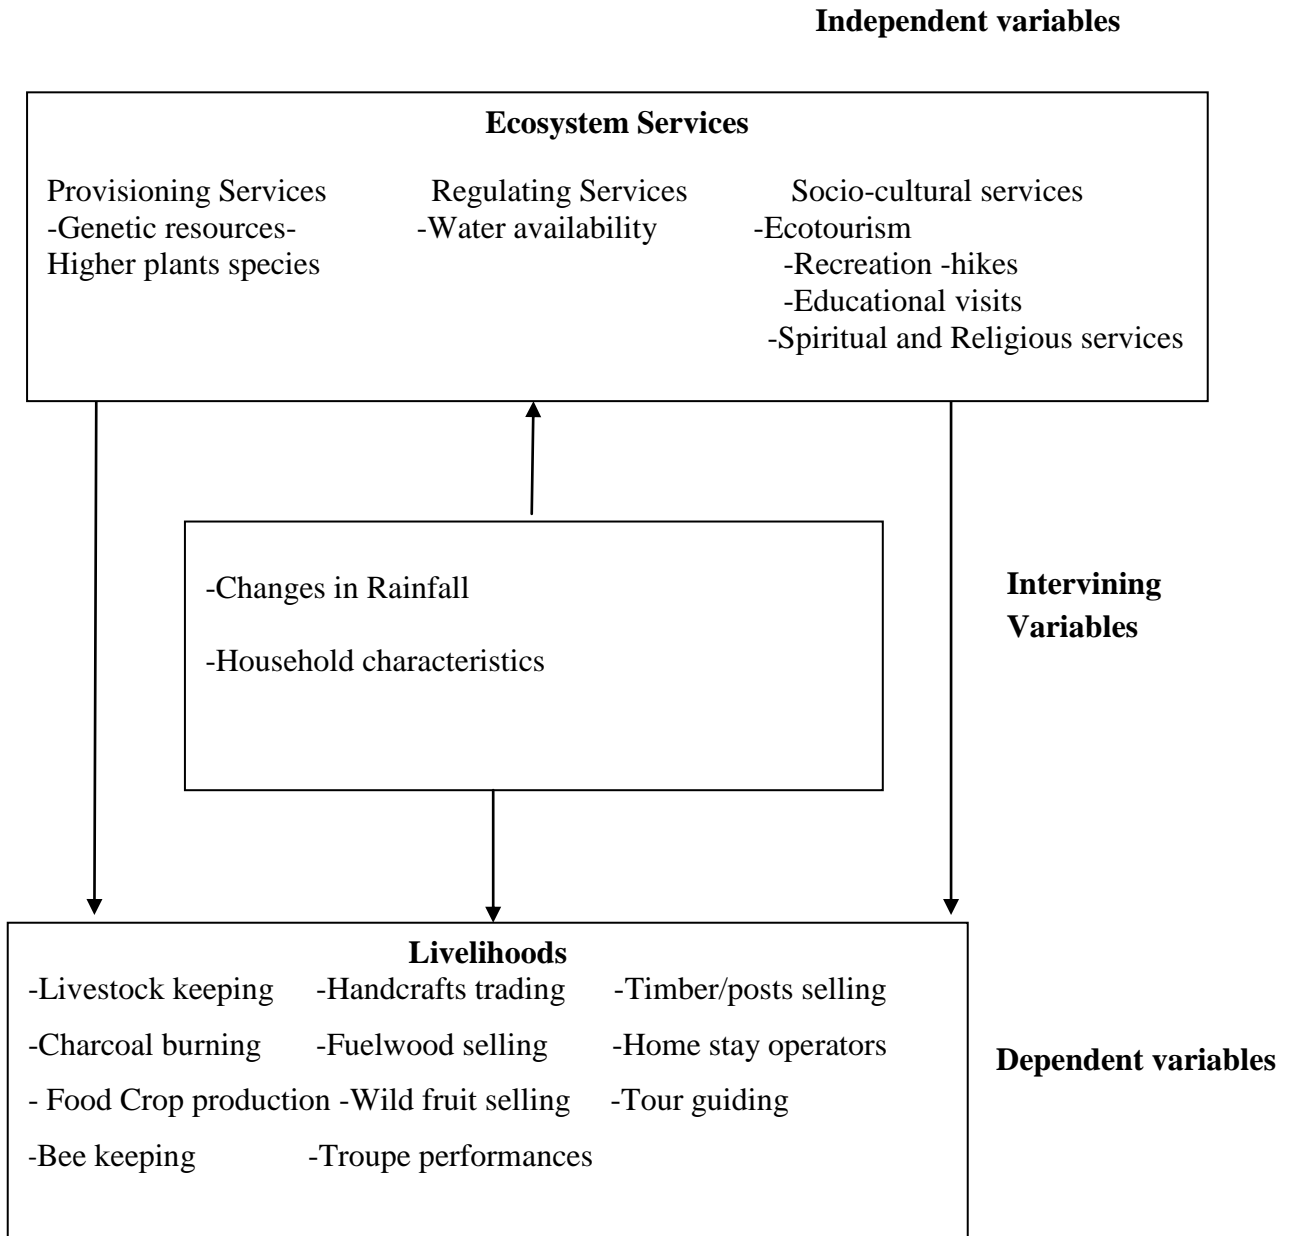 Independent variables
Ecosystem Services
Provisioning Services Regulating Services Socio-cultural services
-Genetic resources- -Water availability -Ecotourism
Higher plants species -Recreation -hikes
-Educational visits
-Spiritual and Religious services
-Changes in Rainfall
-Household characteristics
Intervining
Variables
Livelihoods
-Livestock keeping -Handcrafts trading -Timber/posts selling
-Charcoal burning -Fuelwood selling -Home stay operators
- Food Crop production -Wild fruit selling -Tour guiding
-Bee keeping -Troupe performances
Dependent variables